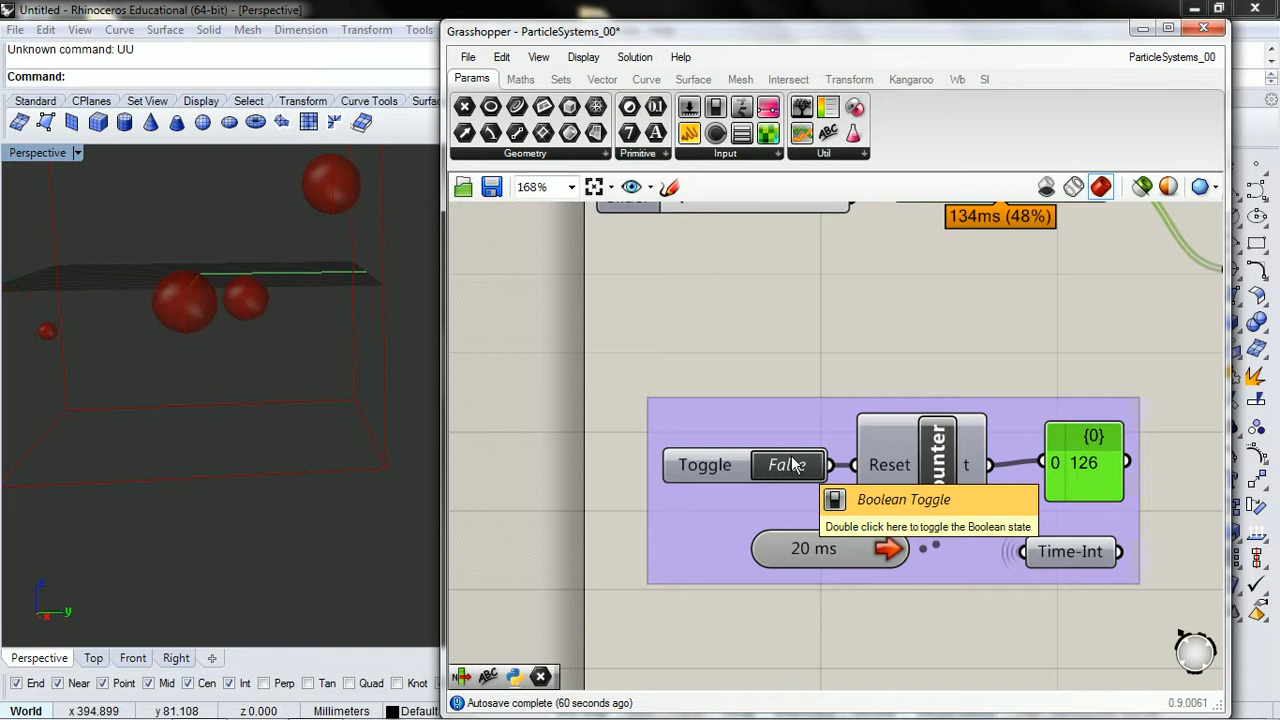 Untitled - Rhinoceros Educational (64-bit) - [Perspective]
File Edit View Curve Surface Solid Mesh Dimension Transform Tools
Unknown command: UU
Command:
Standard CPlanes Set View Display Select Transform Curve Tools Surfa
Perspective
z
y
x
Perspective Top Front Right
End Near Point Mid Cen Int Perp Tan Quad Knot
World x 394.899 y 81.108 z 0.000 Millimeters Default
Grasshopper - ParticleSystems_00*
File Edit View Display Solution Help ParticleSystems_00
Params Maths Sets Vector Curve Surface Mesh Intersect Transform Kangaroo Wb SI
Geometry Primitive Input Util
168%
134ms (48%)
Toggle False Reset ounter t {0}
0 126
Boolean Toggle
Double click here to toggle the Boolean state
20 ms Time-Int
Autosave complete (60 seconds ago) 0.9.0061